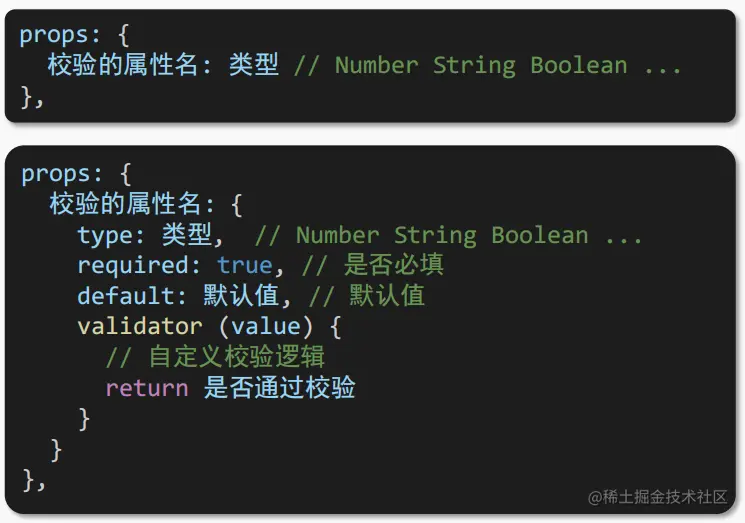 props: {
  校验的属性名: 类型 // Number String Boolean ...
},
props: {
  校验的属性名: {
    type: 类型,  // Number String Boolean ...
    required: true, // 是否必填
    default: 默认值, // 默认值
    validator (value) {
      // 自定义校验逻辑
      return 是否通过校验
    }
  }
},
@稀土掘金技术社区